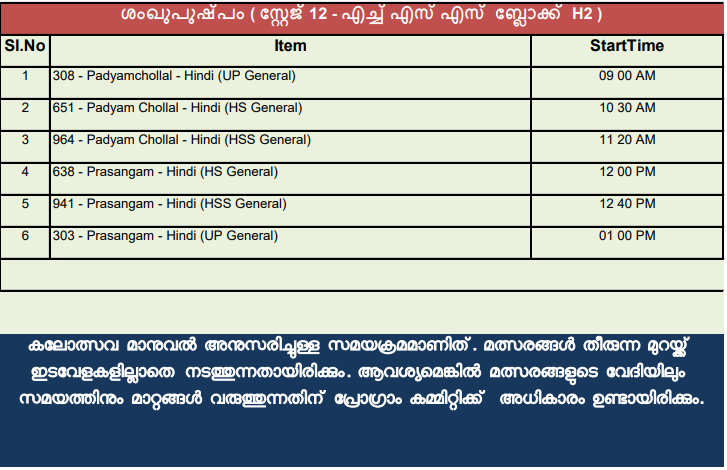 ശംഖുപുഷ്പം ( സ്റ്റേജ് 12 - എച്ച് എസ് എസ് ബ്ലോക്ക് H2 )
Sl.No Item StartTime
1 308 - Padyamchollal - Hindi (UP General) 09 00 AM
2 651 - Padyam Chollal - Hindi (HS General) 10 30 AM
3 964 - Padyam Chollal - Hindi (HSS General) 11 20 AM
4 638 - Prasangam - Hindi (HS General) 12 00 PM
5 941 - Prasangam - Hindi (HSS General) 12 40 PM
6 303 - Prasangam - Hindi (UP General) 01 00 PM
കലോത്സവ മാനുവൽ അനുസരിച്ചുള്ള സമയക്രമമാണിത് . മത്സരങ്ങൾ തീരുന്ന മുറയ്ക്ക്
ഇടവേളകളില്ലാതെ നടത്തുന്നതായിരിക്കും. ആവശ്യമെങ്കിൽ മത്സരങ്ങളുടെ വേദിയിലും
സമയത്തിനും മാറ്റങ്ങൾ വരുത്തുന്നതിന് പ്രോഗ്രാം കമ്മിറ്റിക്ക് അധികാരം ഉണ്ടായിരിക്കും.